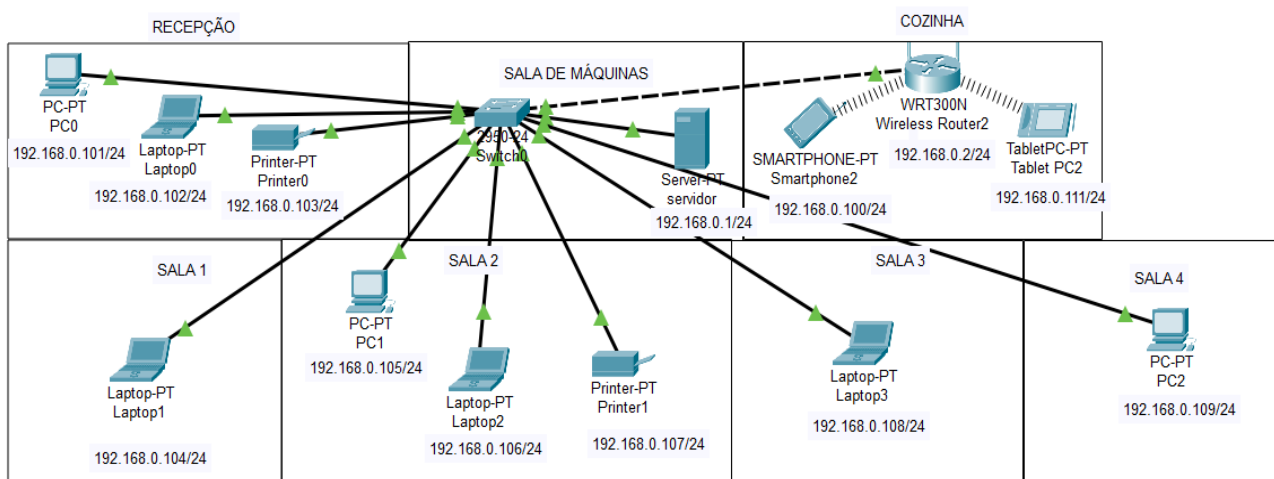 RECEPÇÃO
PC-PT
PC0
192.168.0.101/24
Laptop-PT
Laptop0
192.168.0.102/24
Printer-PT
Printer0
192.168.0.103/24
SALA DE MÁQUINAS
2950-24
Switch0
Server-PT
servidor
192.168.0.1/24
COZINHA
WRT300N
Wireless Router2
192.168.0.2/24
SMARTPHONE-PT
Smartphone2
192.168.0.100/24
TabletPC-PT
Tablet PC2
192.168.0.111/24
SALA 1
Laptop-PT
Laptop1
192.168.0.104/24
SALA 2
PC-PT
PC1
192.168.0.105/24
Laptop-PT
Laptop2
192.168.0.106/24
Printer-PT
Printer1
192.168.0.107/24
SALA 3
Laptop-PT
Laptop3
192.168.0.108/24
SALA 4
PC-PT
PC2
192.168.0.109/24